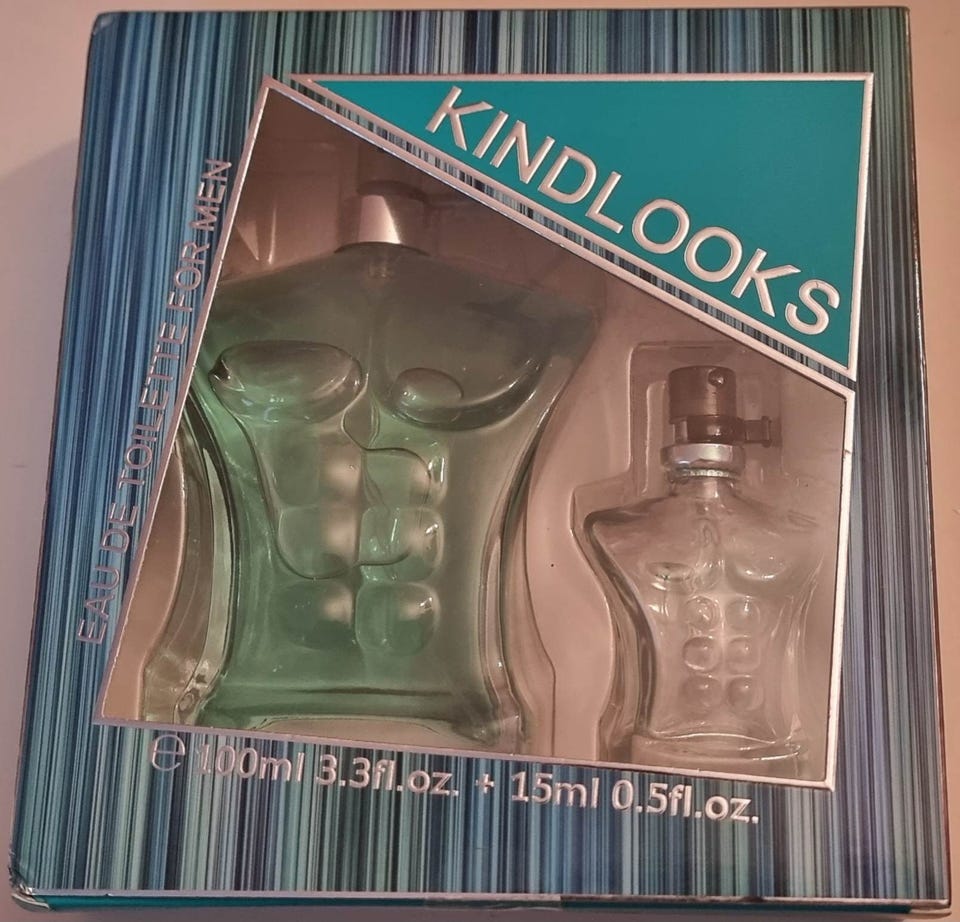 KINDLOOKS
EAU DE TOILETTE FOR MEN
℮ 100ml 3.3fl.oz. + 15ml 0.5fl.oz.